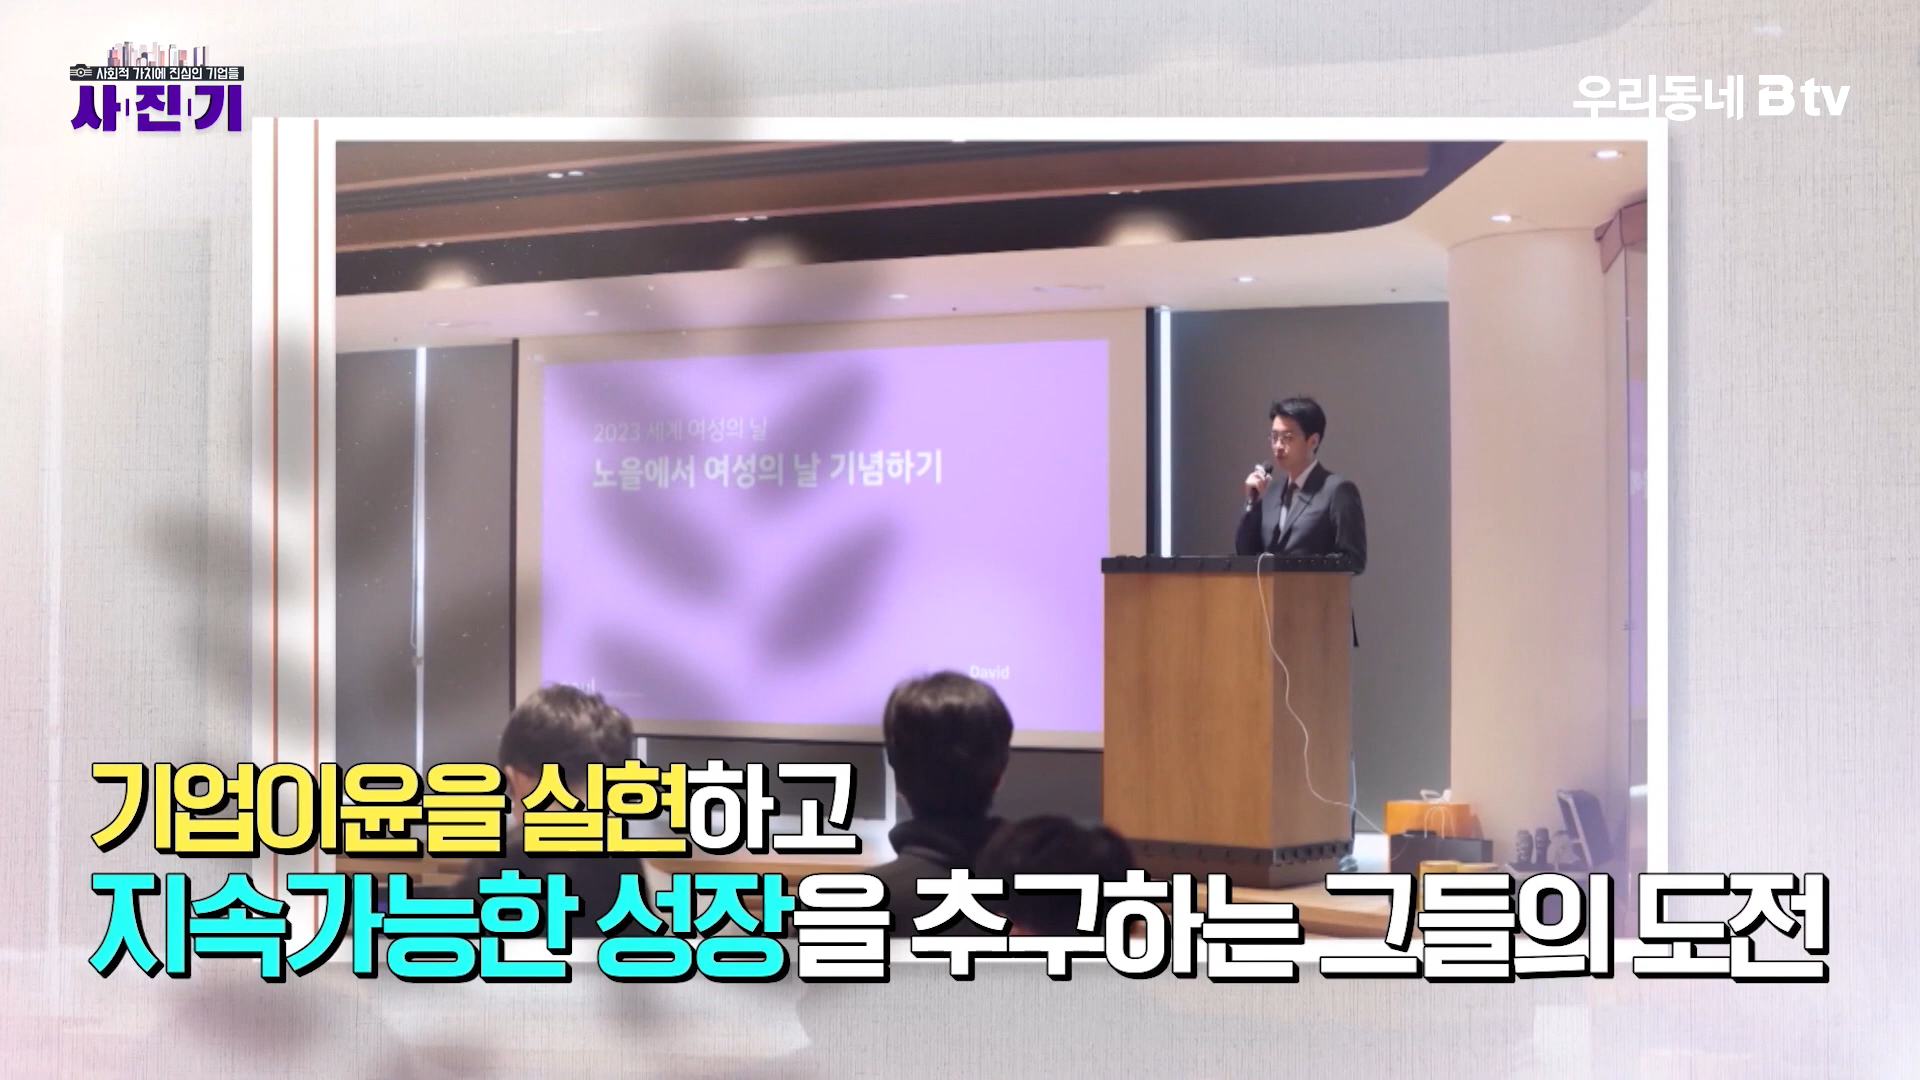 사회적 가치에 진심인 기업들
사·진·기
우리동네 B tv
2023 세계 여성의 날
노을에서 여성의 날 기념하기
David
기업이윤을 실현하고
지속가능한 성장을 추구하는 그들의 도전